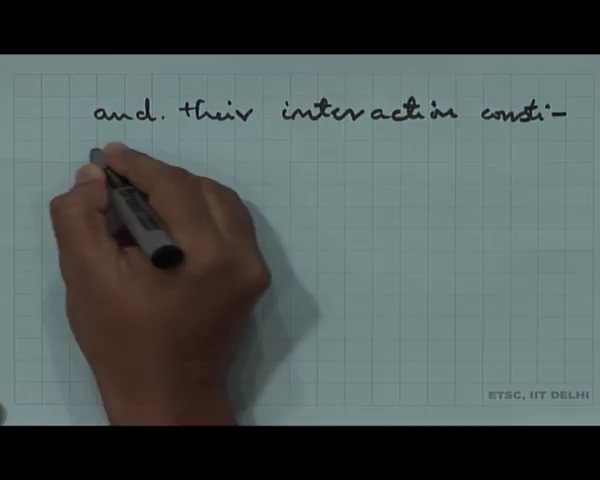 and. their interaction consti-
ETSC, IIT DELHI